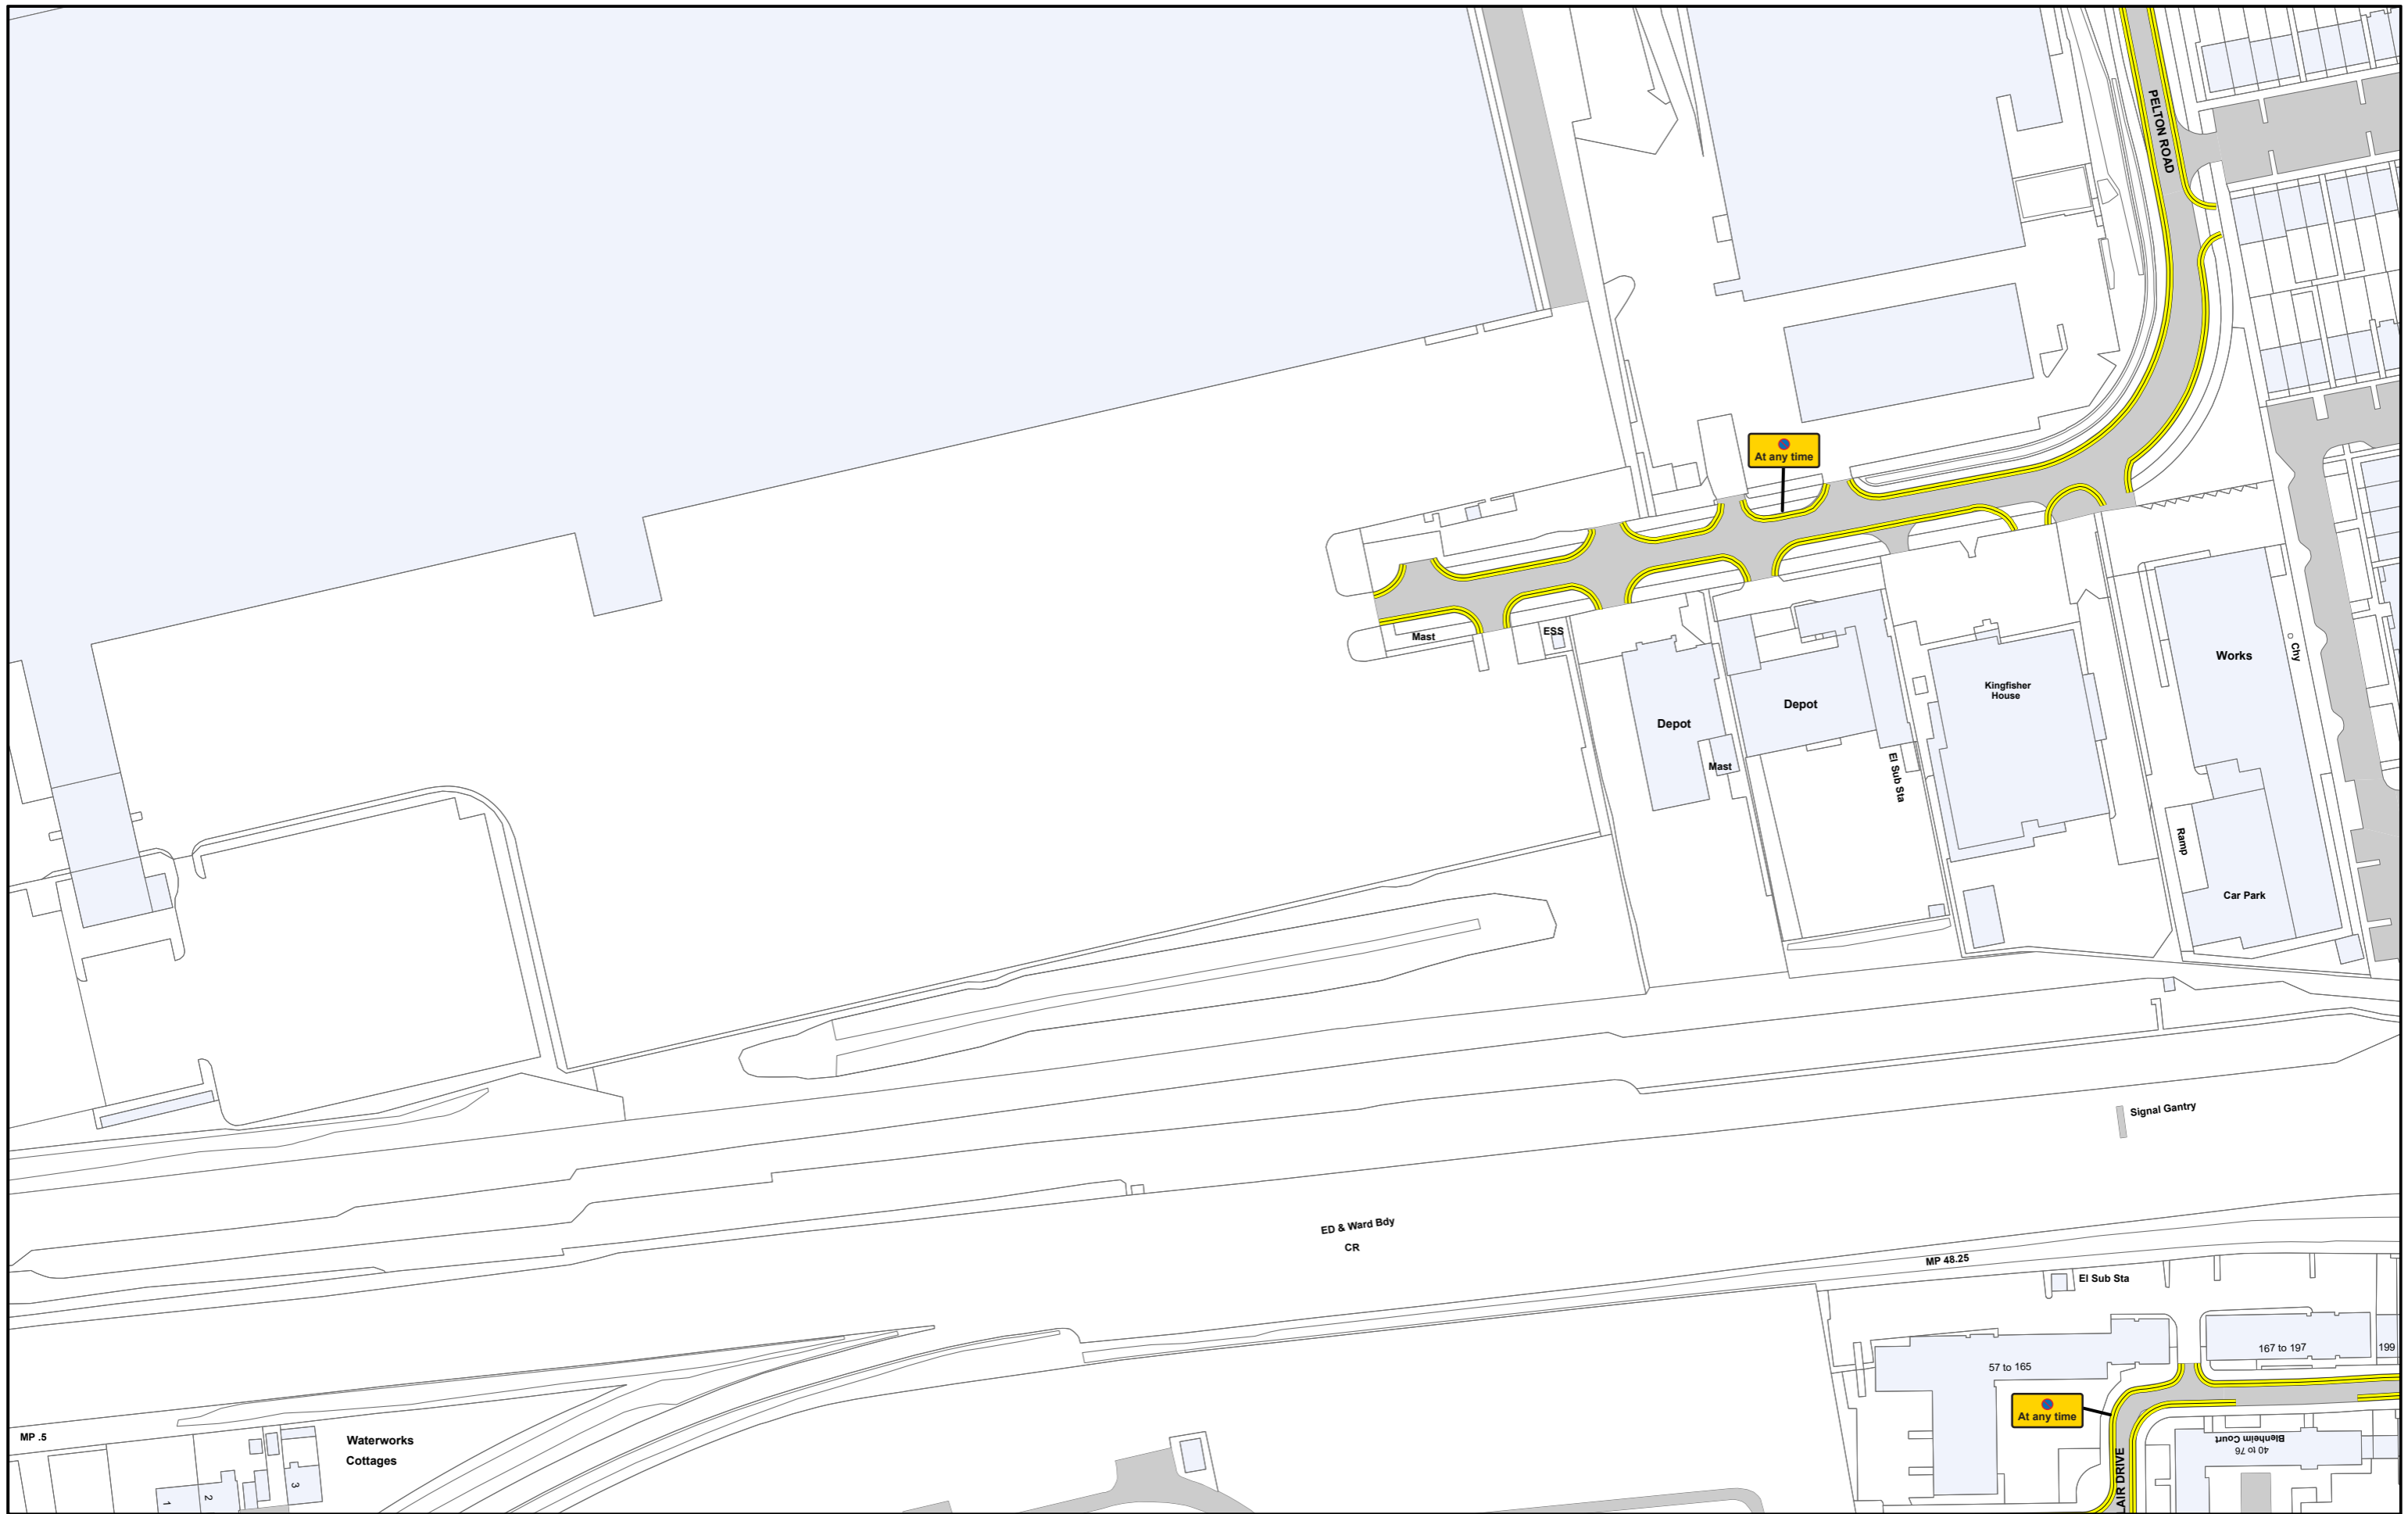 PELTON ROAD
At any time
Mast
ESS
Works
Chy
Kingfisher
House
Depot
Depot
Mast
El Sub Sta
Ramp
Car Park
Signal Gantry
ED & Ward Bdy
CR
MP 48.25
El Sub Sta
167 to 197
199
57 to 165
At any time
MP .5
Waterworks
Cottages
Blenheim Court
40 to 76
LAIR DRIVE
1
2
3